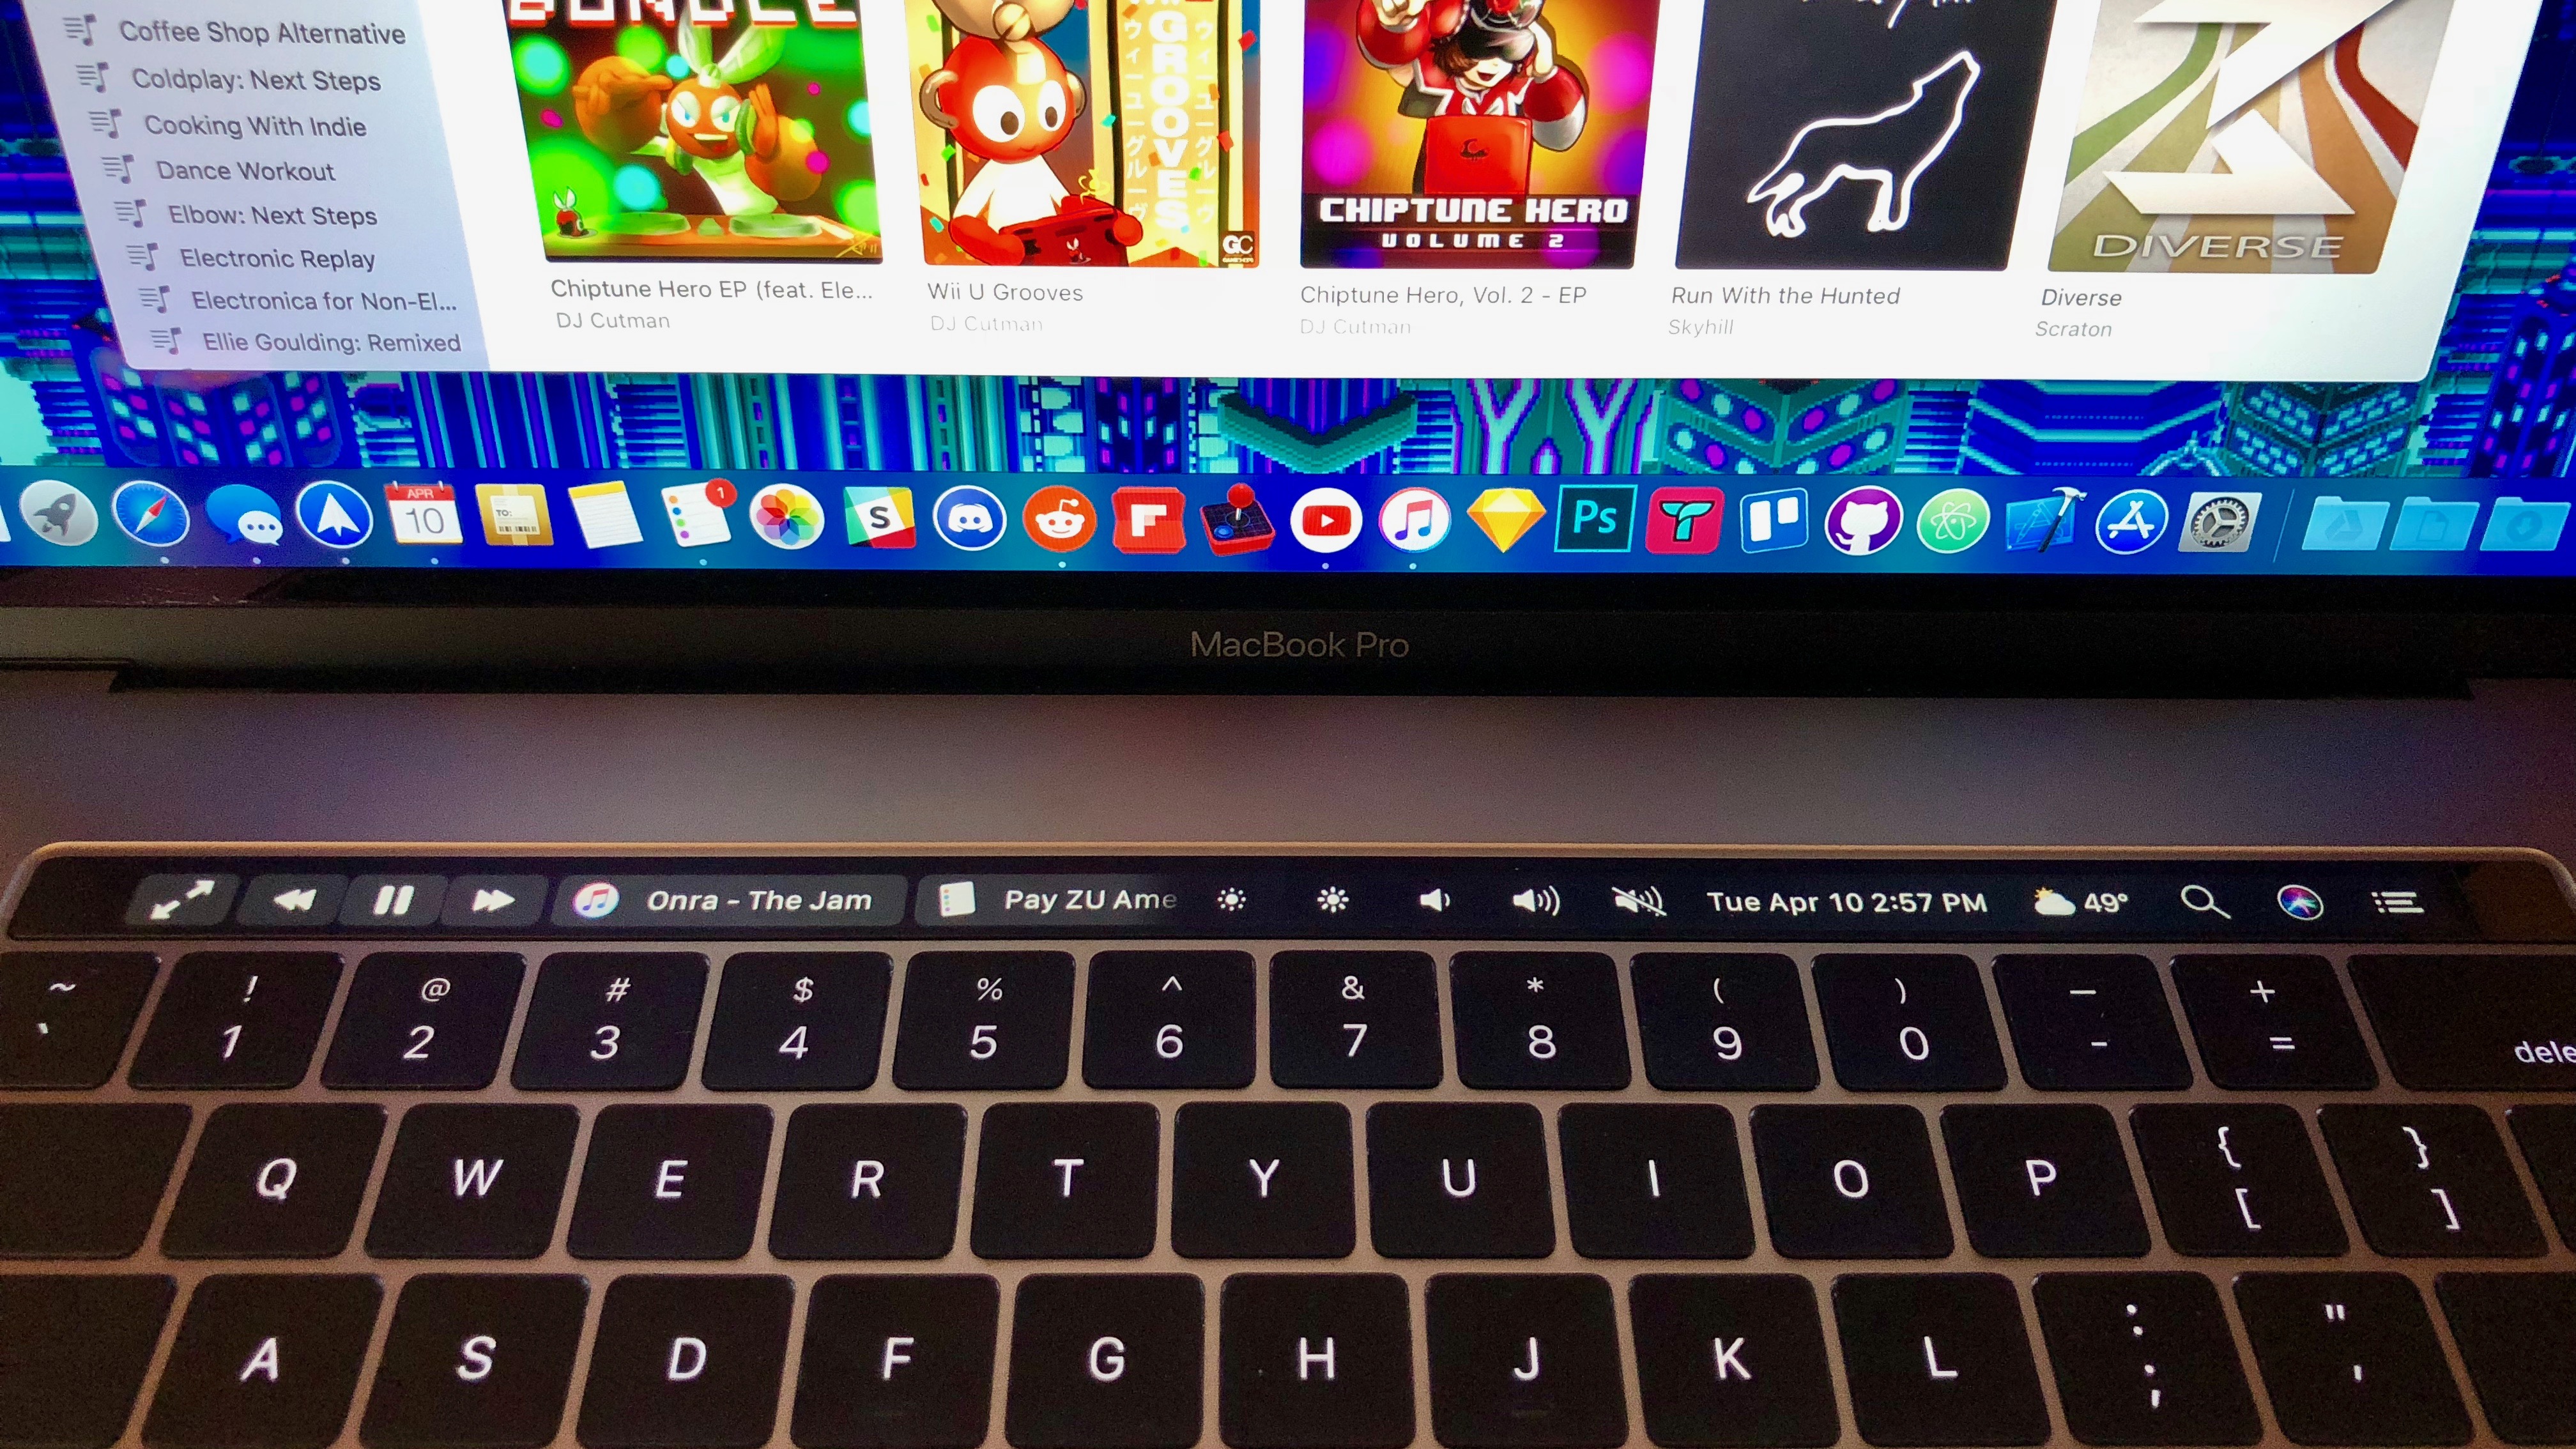 BUNDLE
Coffee Shop Alternative
Coldplay: Next Steps
Cooking With Indie
Dance Workout
Elbow: Next Steps
Electronic Replay
Electronica for Non-El...
Ellie Goulding: Remixed
GROOVES
GC
CHIPTUNE HERO
VOLUME 2
DIVERSE
Chiptune Hero EP (feat. Ele...
DJ Cutman
Wii U Grooves
DJ Cutman
Chiptune Hero, Vol. 2 - EP
DJ Cutman
Run With the Hunted
Skyhill
Diverse
Scraton
APR
10
TO:
1
S
Ps
MacBook Pro
Onra - The Jam
Pay ZU Ame
Tue Apr 10 2:57 PM
49°
~ ! @ # $ % ^ & * ( ) — +
` 1 2 3 4 5 6 7 8 9 0 - =
dele
Q W E R T Y U I O P { }
[ ]
A S D F G H J K L : "
; '